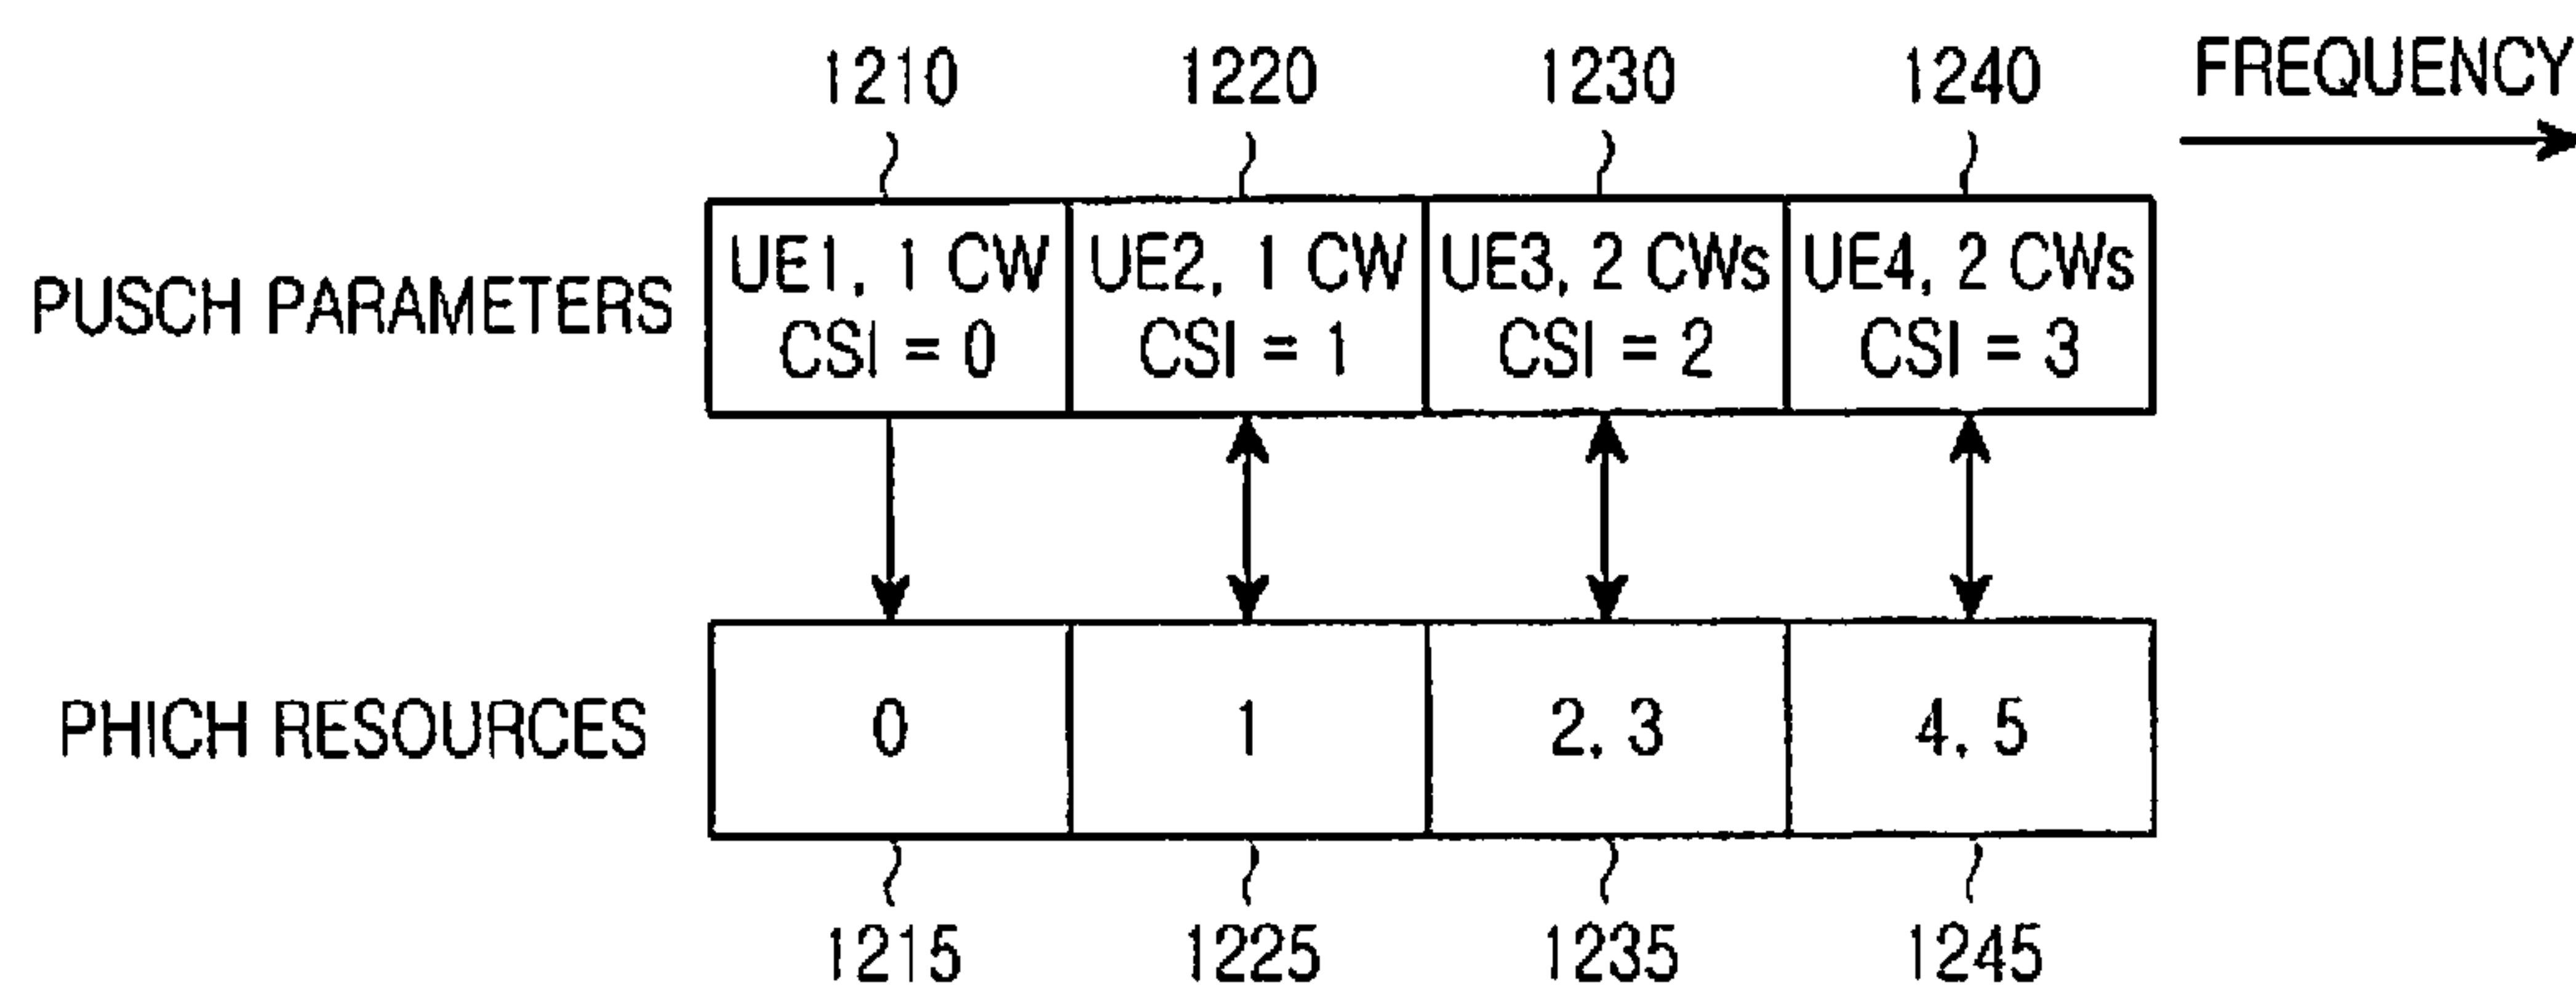 1210 1220 1230 1240 FREQUENCY
PUSCH PARAMETERS
UE1, 1 CW
CSI = 0
UE2, 1 CW
CSI = 1
UE3, 2 CWs
CSI = 2
UE4, 2 CWs
CSI = 3
PHICH RESOURCES
0
1
2, 3
4, 5
1215 1225 1235 1245